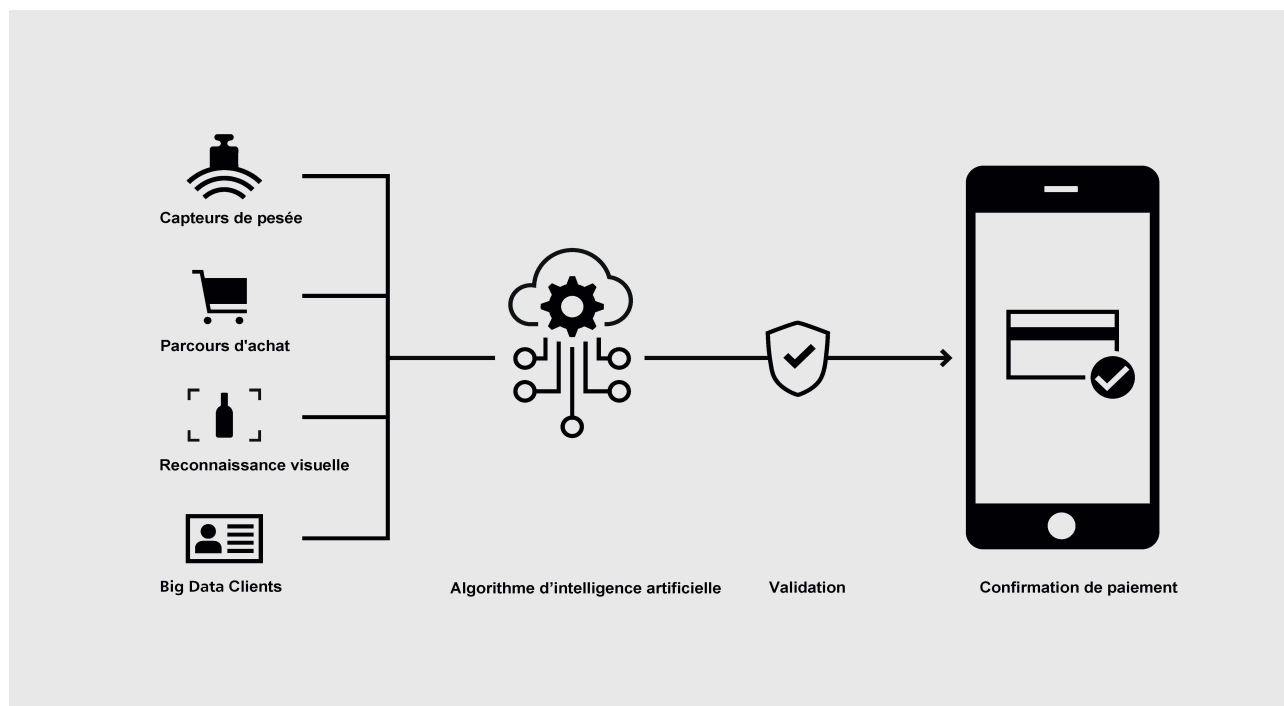 Capteurs de pesée
Parcours d'achat
Reconnaissance visuelle
Big Data Clients
Algorithme d’intelligence artificielle
Validation
Confirmation de paiement